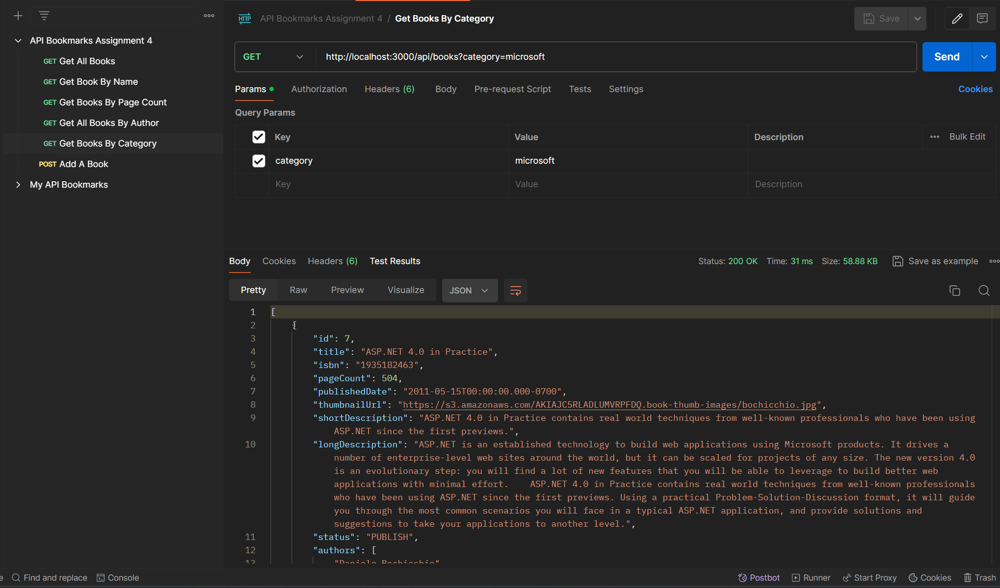 API Bookmarks Assignment 4
GET Get All Books
GET Get Book By Name
GET Get Books By Page Count
GET Get All Books By Author
GET Get Books By Category
POST Add A Book
My API Bookmarks
HTTP API Bookmarks Assignment 4 / Get Books By Category
Save
GET http://localhost:3000/api/books?category=microsoft
Send
Params Authorization Headers (6) Body Pre-request Script Tests Settings Cookies
Query Params
Key Value Description Bulk Edit
category microsoft
Key Value Description
Body Cookies Headers (6) Test Results Status: 200 OK Time: 31 ms Size: 58.88 KB Save as example
Pretty Raw Preview Visualize JSON
1 [
2 {
3 "id": 7,
4 "title": "ASP.NET 4.0 in Practice",
5 "isbn": "1935182463",
6 "pageCount": 504,
7 "publishedDate": "2011-05-15T00:00:00.000-0700",
8 "thumbnailUrl": "https://s3.amazonaws.com/AKIAJC5RLADLUMVRPFDQ.book-thumb-images/bochicchio.jpg",
9 "shortDescription": "ASP.NET 4.0 in Practice contains real world techniques from well-known professionals who have been using
ASP.NET since the first previews.",
10 "longDescription": "ASP.NET is an established technology to build web applications using Microsoft products. It drives a
number of enterprise-level web sites around the world, but it can be scaled for projects of any size. The new version 4.0
is an evolutionary step: you will find a lot of new features that you will be able to leverage to build better web
applications with minimal effort.    ASP.NET 4.0 in Practice contains real world techniques from well-known professionals
who have been using ASP.NET since the first previews. Using a practical Problem-Solution-Discussion format, it will guide
you through the most common scenarios you will face in a typical ASP.NET application, and provide solutions and
suggestions to take your applications to another level.",
11 "status": "PUBLISH",
12 "authors": [
13 "Daniele Bochicchio"
Find and replace Console Postbot Runner Start Proxy Cookies Trash